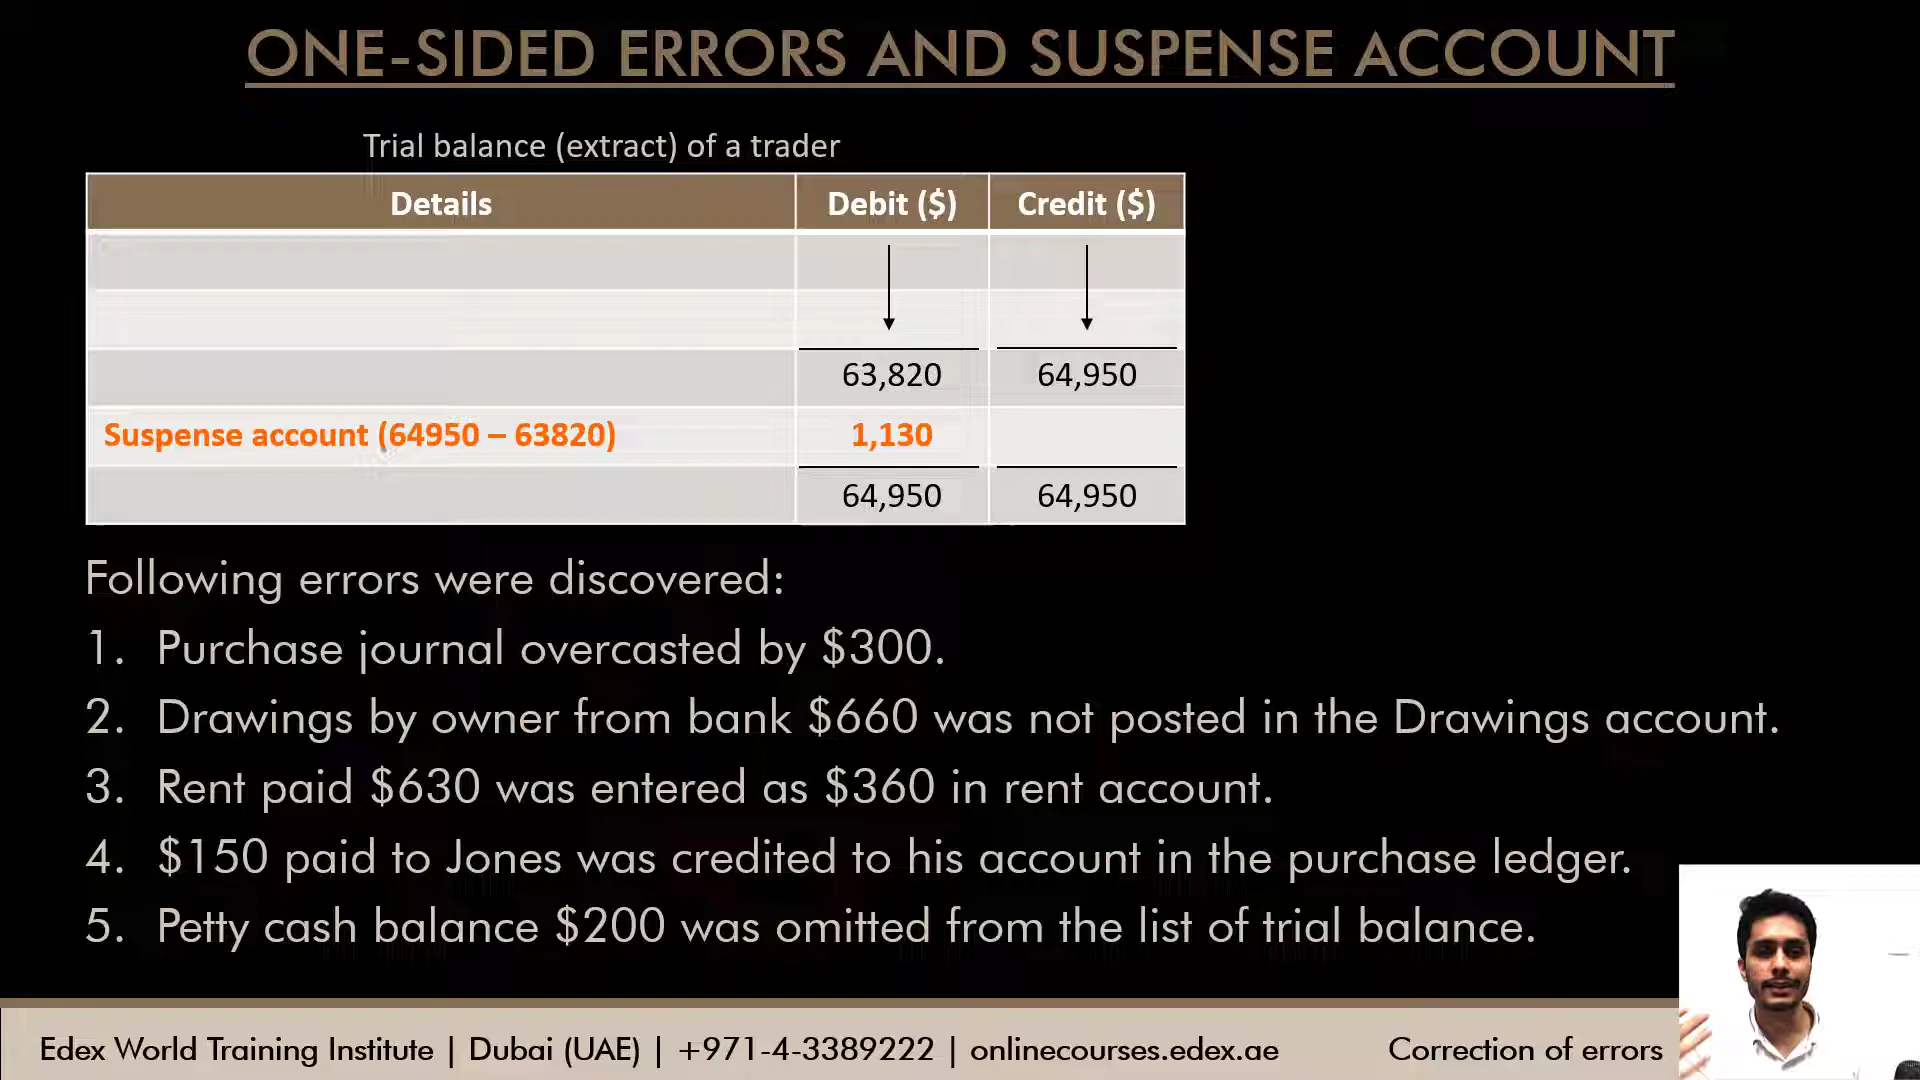 ONE-SIDED ERRORS AND SUSPENSE ACCOUNT
Trial balance (extract) of a trader
Details Debit ($) Credit ($)
63,820 64,950
Suspense account (64950 – 63820) 1,130
64,950 64,950
Following errors were discovered:
1. Purchase journal overcasted by $300.
2. Drawings by owner from bank $660 was not posted in the Drawings account.
3. Rent paid $630 was entered as $360 in rent account.
4. $150 paid to Jones was credited to his account in the purchase ledger.
5. Petty cash balance $200 was omitted from the list of trial balance.
Edex World Training Institute | Dubai (UAE) | +971-4-3389222 | onlinecourses.edex.ae Correction of errors